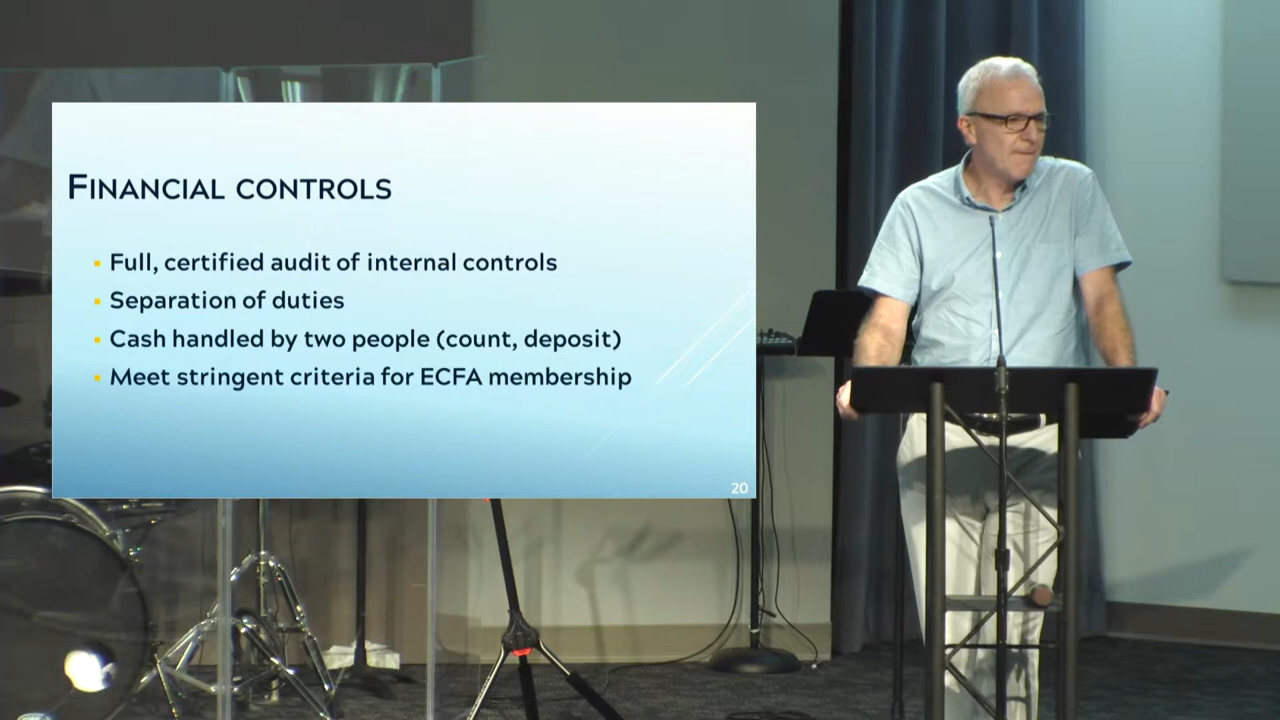 FINANCIAL CONTROLS
Full, certified audit of internal controls
Separation of duties
Cash handled by two people (count, deposit)
Meet stringent criteria for ECFA membership
20